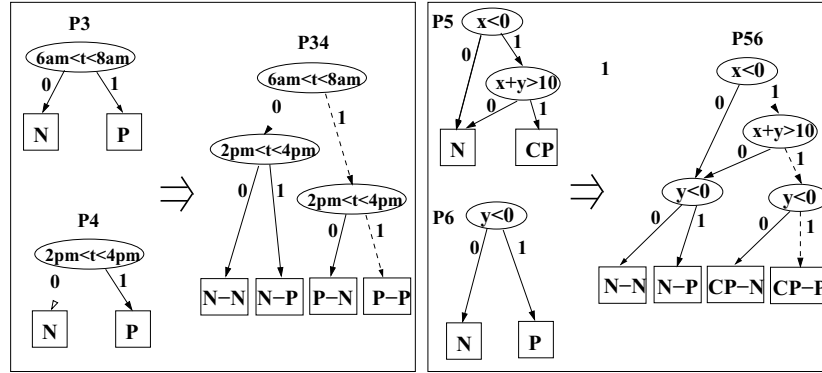 P3
6am<t<8am
0 1
N P
P4
2pm<t<4pm
0 1
N P
P34
6am<t<8am
0 1
2pm<t<4pm
2pm<t<4pm
0 1 0 1
N–N N–P P–N P–P
P5
x<0
0 1
x+y>10
0 1
N CP
P6
y<0
0 1
N P
1
P56
x<0
0 1
x+y>10
0 1
y<0 y<0
0 1 0 1
N–N N–P CP–N CP–P